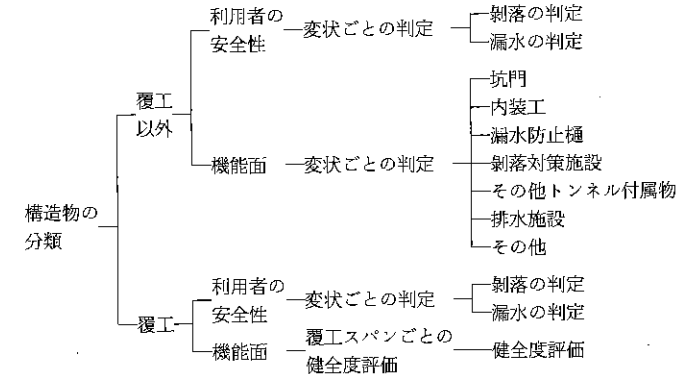 利用者の
安全性
変状ごとの判定
剝落の判定
漏水の判定
覆工
以外
機能面
変状ごとの判定
坑門
内装工
漏水防止樋
剝落対策施設
その他トンネル付属物
排水施設
その他
構造物の
分類
覆工
利用者の
安全性
変状ごとの判定
剝落の判定
漏水の判定
機能面
覆工スパンごとの
健全度評価
健全度評価